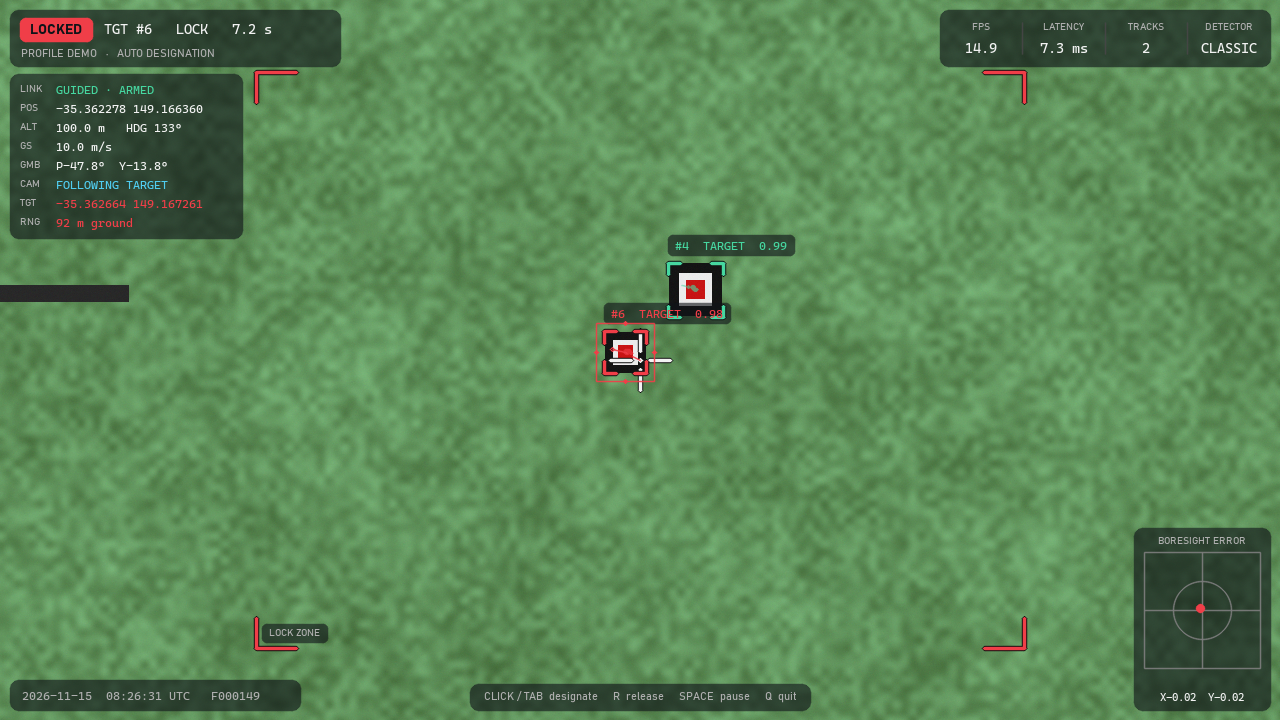 LOCKED TGT #6 LOCK 7.2 s
PROFILE DEMO · AUTO DESIGNATION
LINK GUIDED · ARMED
POS −35.362278 149.166360
ALT 100.0 m HDG 133°
GS 10.0 m/s
GMB P−47.8° Y−13.8°
CAM FOLLOWING TARGET
TGT −35.362664 149.167261
RNG 92 m ground
FPS LATENCY TRACKS DETECTOR
14.9 7.3 ms 2 CLASSIC
#4 TARGET 0.99
#6 TARGET 0.98
LOCK ZONE
BORESIGHT ERROR
X−0.02 Y−0.02
2026−11−15 08:26:31 UTC F000149
CLICK/TAB designate R release SPACE pause Q quit